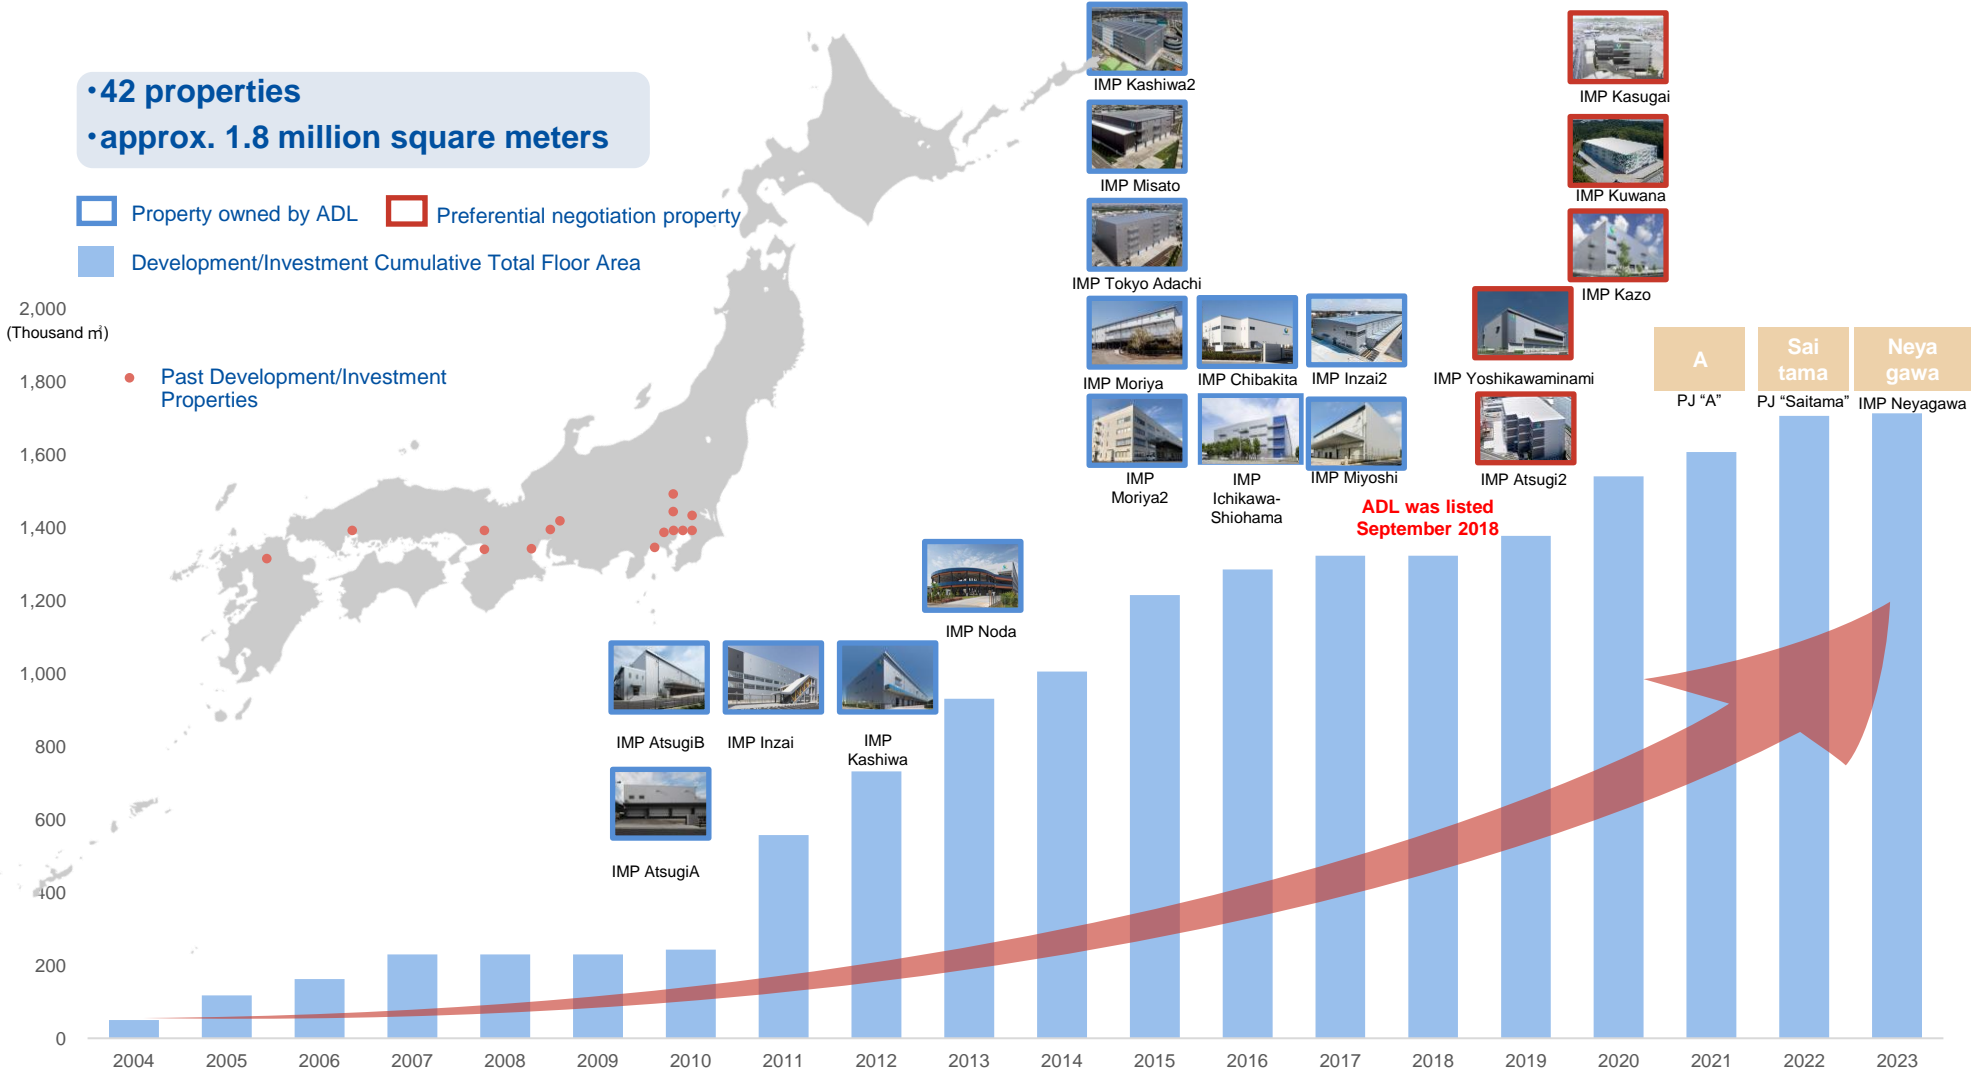 ・42 properties
・approx. 1.8 million square meters
Property owned by ADL
Preferential negotiation property
Development/Investment Cumulative Total Floor Area
2,000
(Thousand ㎡)
1,800
1,600
1,400
1,200
1,000
800
600
400
200
0
Past Development/Investment
Properties
IMP AtsugiB
IMP AtsugiA
IMP Inzai
IMP
Kashiwa
IMP Noda
IMP Kashiwa2
IMP Misato
IMP Tokyo Adachi
IMP Moriya
IMP
Moriya2
IMP Chibakita
IMP
Ichikawa-
Shiohama
IMP Inzai2
IMP Miyoshi
ADL was listed
September 2018
IMP Yoshikawaminami
IMP Atsugi2
IMP Kasugai
IMP Kuwana
IMP Kazo
A
PJ “A”
Sai
tama
PJ “Saitama”
Neya
gawa
IMP Neyagawa
2004
2005
2006
2007
2008
2009
2010
2011
2012
2013
2014
2015
2016
2017
2018
2019
2020
2021
2022
2023